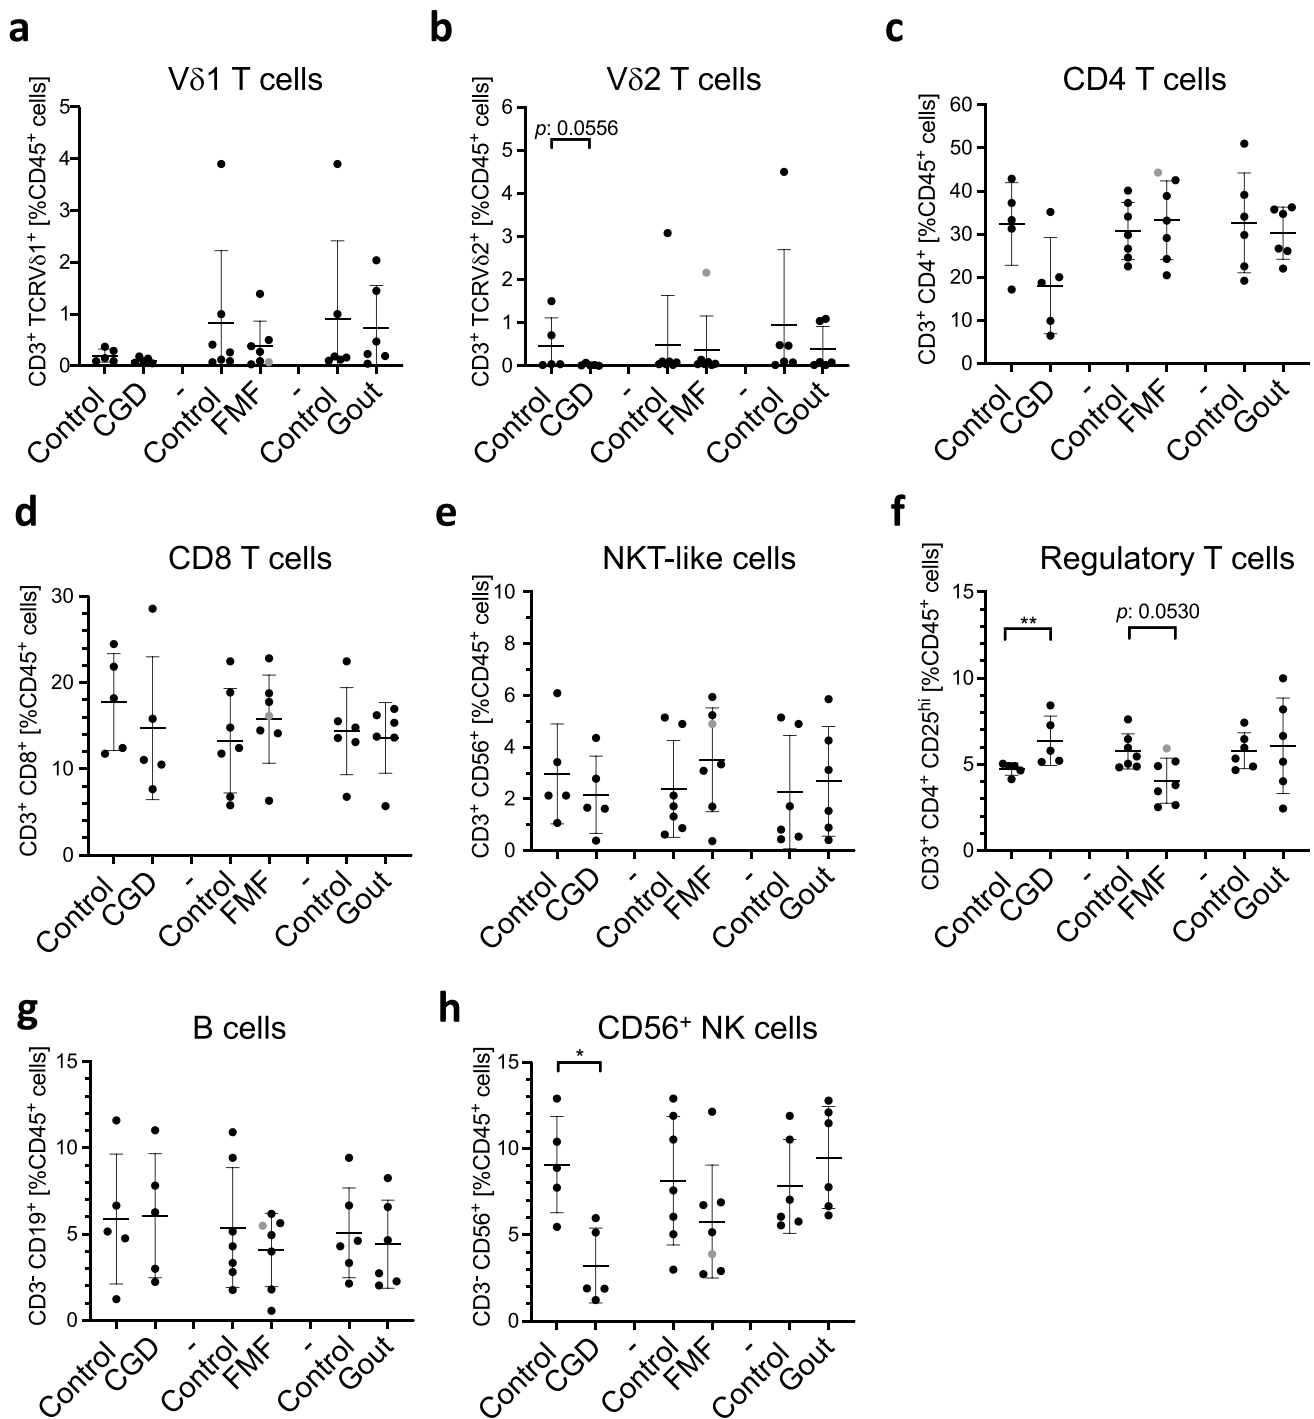 a
Vδ1 T cells
CD3⁺ TCRVδ1⁺ [%CD45⁺ cells]
5
4
3
2
1
0
Control
CGD
-
Control
FMF
-
Control
Gout
b
Vδ2 T cells
CD3⁺ TCRVδ2⁺ [%CD45⁺ cells]
6
5
4
3
2
1
0
p: 0.0556
Control
CGD
-
Control
FMF
-
Control
Gout
c
CD4 T cells
CD3⁺ CD4⁺ [%CD45⁺ cells]
60
50
40
30
20
10
0
Control
CGD
-
Control
FMF
-
Control
Gout
d
CD8 T cells
CD3⁺ CD8⁺ [%CD45⁺ cells]
30
20
10
0
Control
CGD
-
Control
FMF
-
Control
Gout
e
NKT-like cells
CD3⁺ CD56⁺ [%CD45⁺ cells]
10
8
6
4
2
0
Control
CGD
-
Control
FMF
-
Control
Gout
f
Regulatory T cells
CD3⁺ CD4⁺ CD25ʰⁱ [%CD45⁺ cells]
15
10
5
0
**
p: 0.0530
Control
CGD
-
Control
FMF
-
Control
Gout
g
B cells
CD3- CD19⁺ [%CD45⁺ cells]
15
10
5
0
Control
CGD
-
Control
FMF
-
Control
Gout
h
CD56⁺ NK cells
CD3- CD56⁺ [%CD45⁺ cells]
15
10
5
0
*
Control
CGD
-
Control
FMF
-
Control
Gout